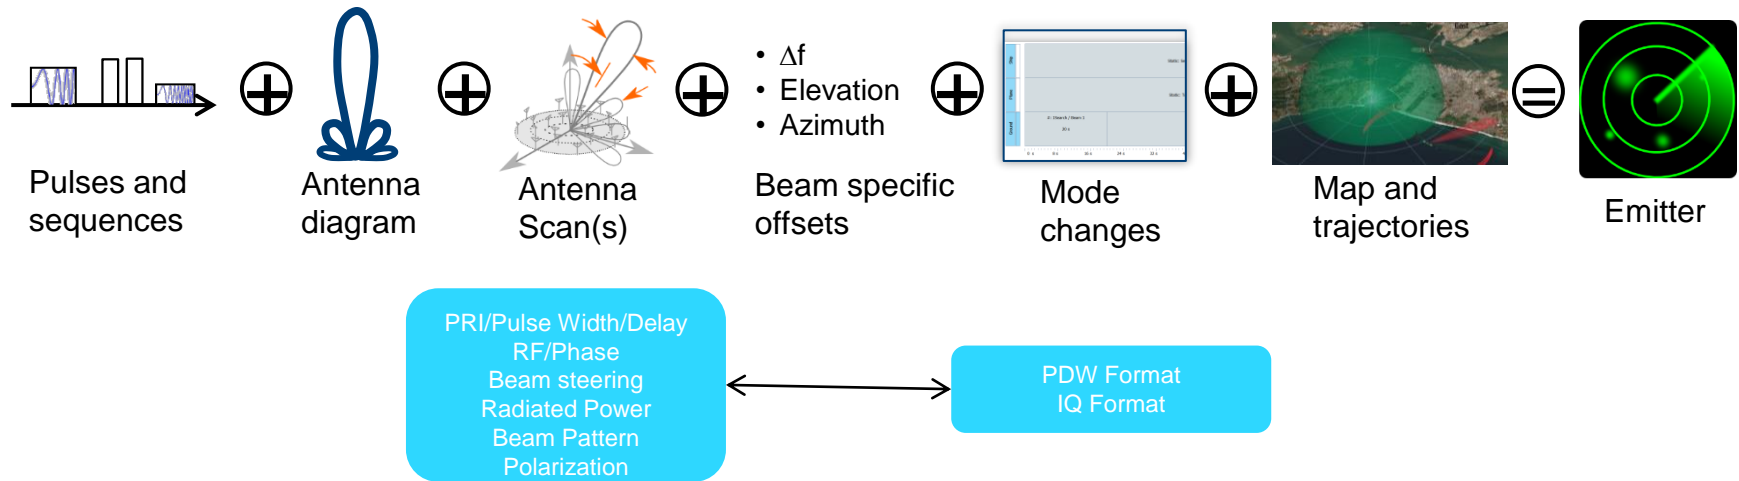 • Δf
• Elevation
• Azimuth
Pulses and
sequences
Antenna
diagram
Antenna
Scan(s)
Beam specific
offsets
Mode
changes
Map and
trajectories
Emitter
PRI/Pulse Width/Delay
RF/Phase
Beam steering
Radiated Power
Beam Pattern
Polarization
PDW Format
IQ Format